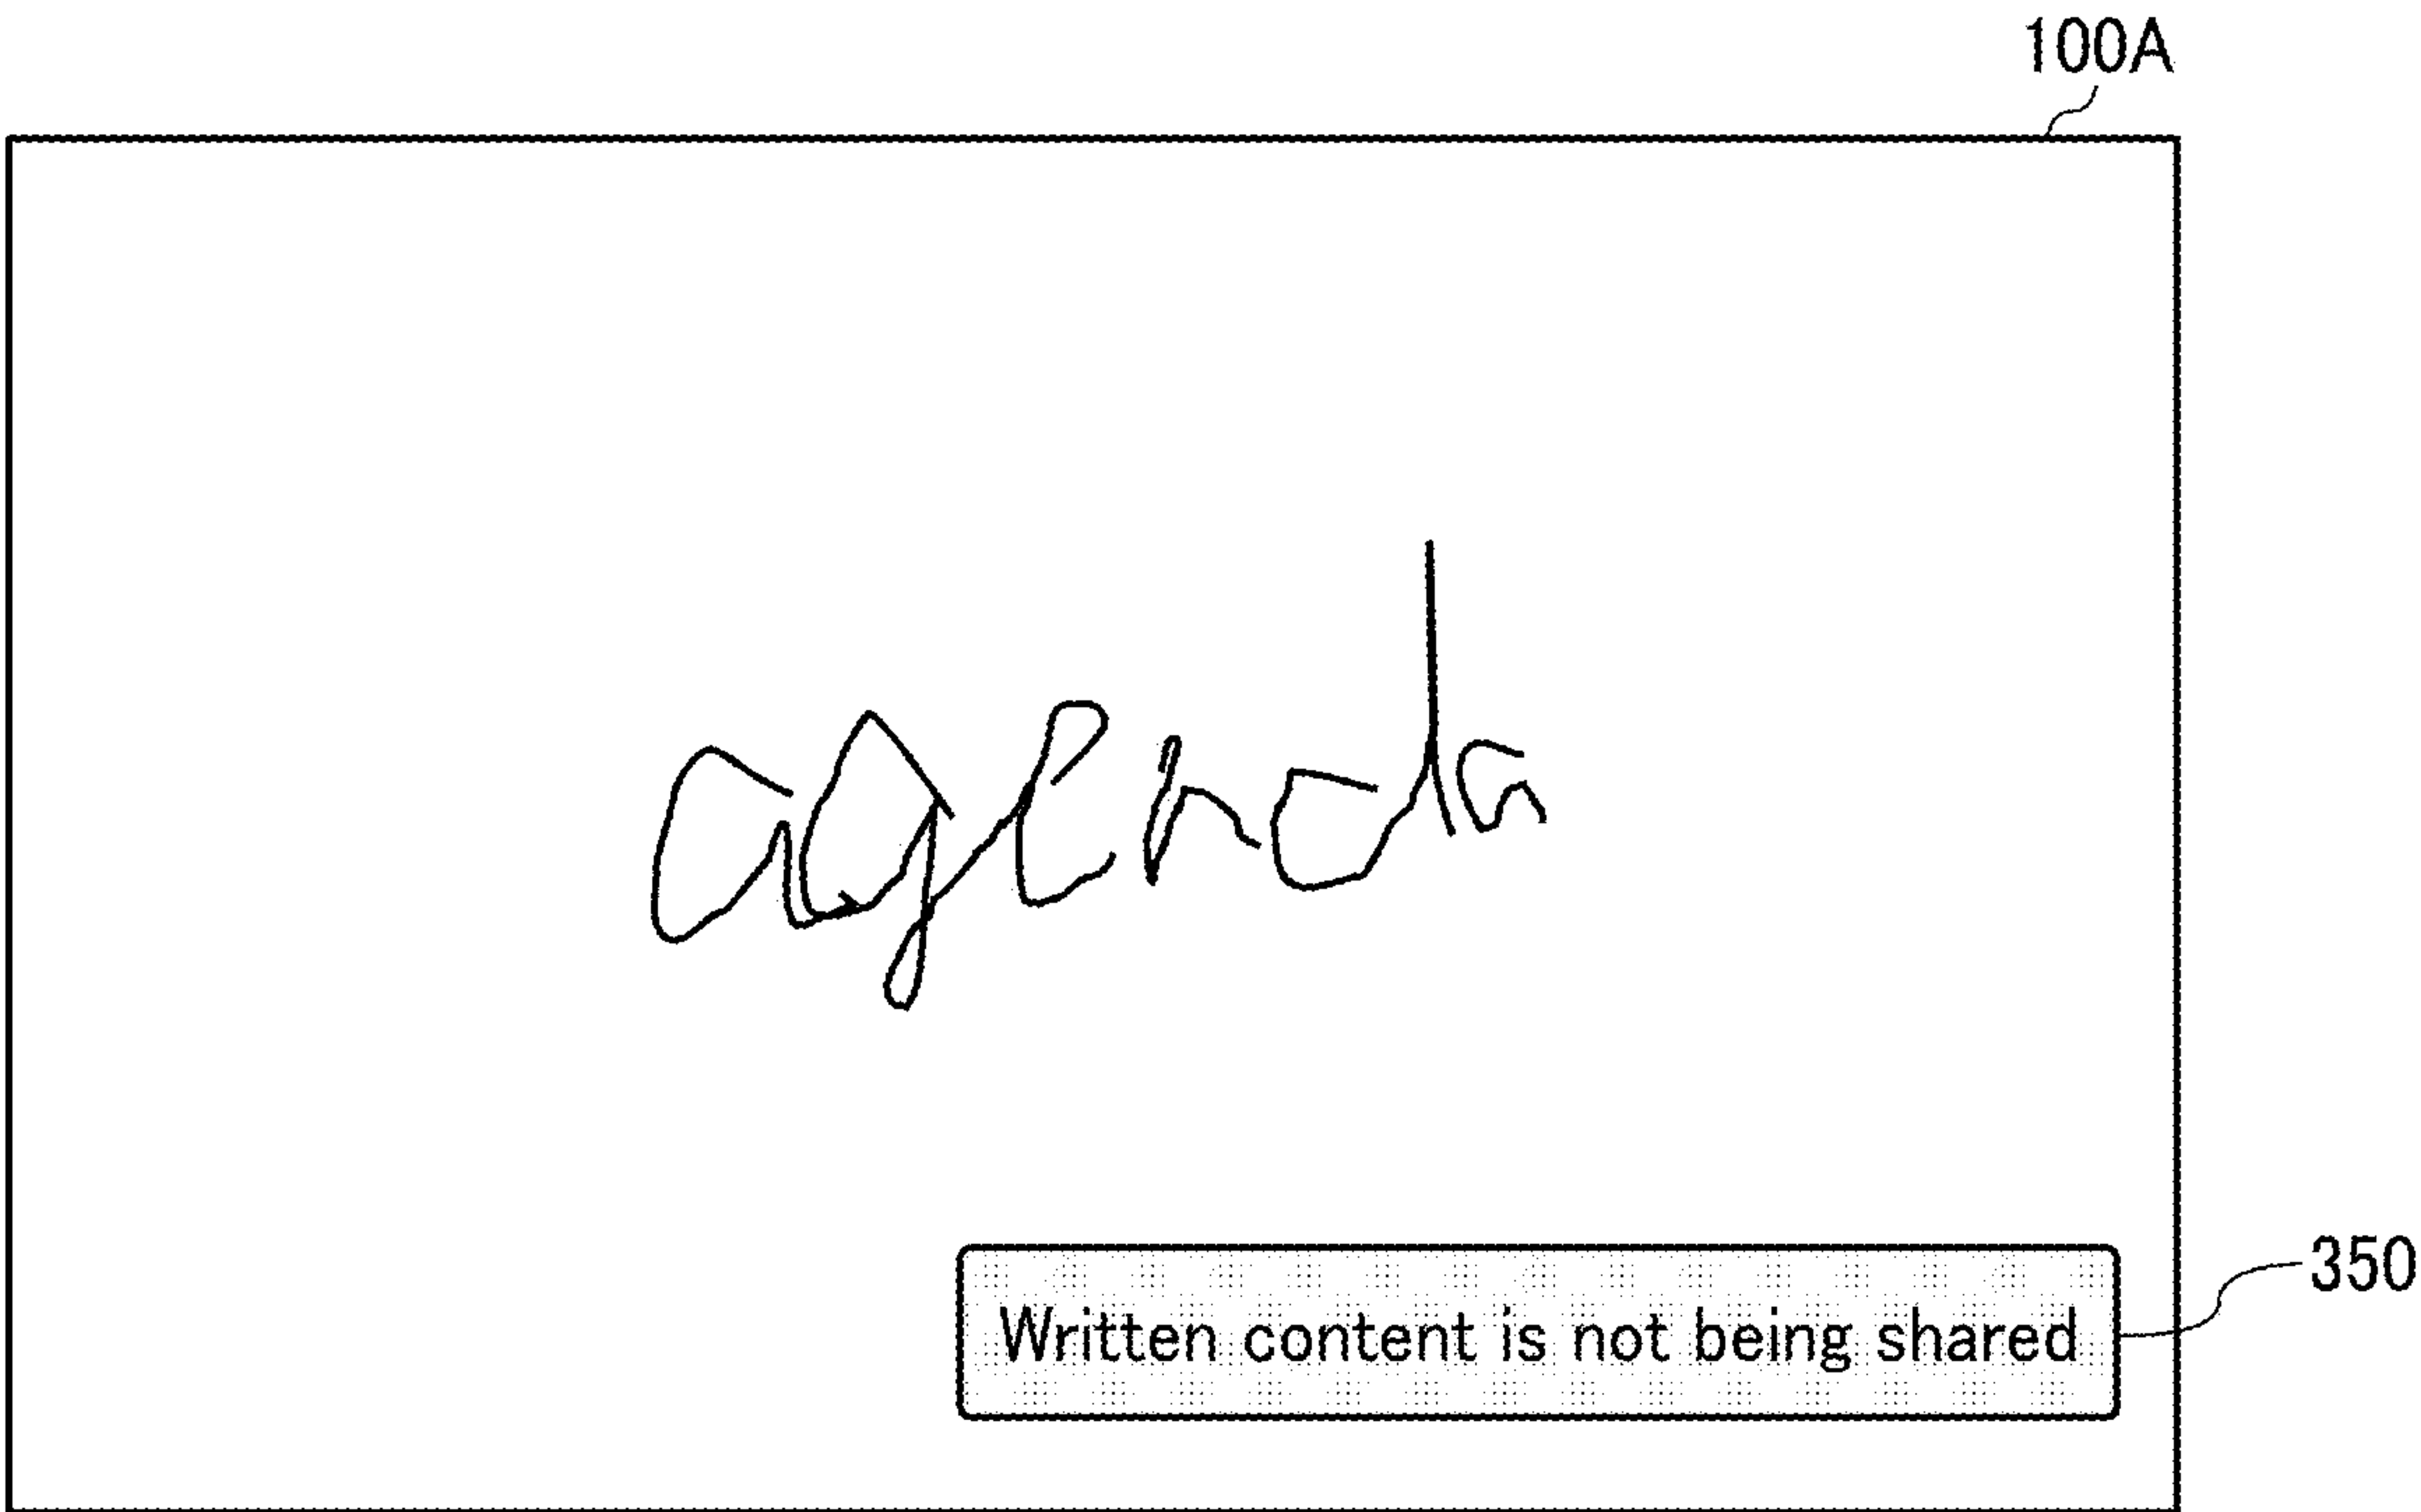 100A
agenda
350
Written content is not being shared